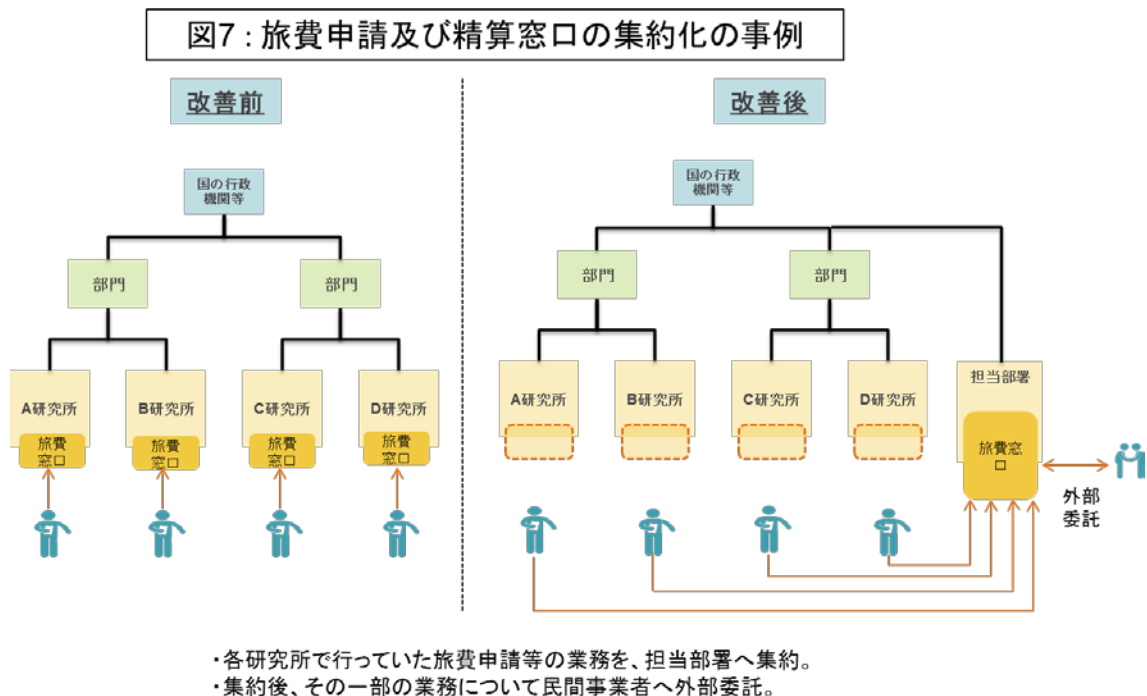 図7：旅費申請及び精算窓口の集約化の事例
改善前
国の行政
機関等
部門
部門
A研究所
B研究所
C研究所
D研究所
旅費
窓口
旅費
窓口
旅費
窓口
旅費
窓口
改善後
国の行政
機関等
部門
部門
A研究所
B研究所
C研究所
D研究所
担当部署
旅費窓
口
外部
委託
・各研究所で行っていた旅費申請等の業務を、担当部署へ集約。
・集約後、その一部の業務について民間事業者へ外部委託。